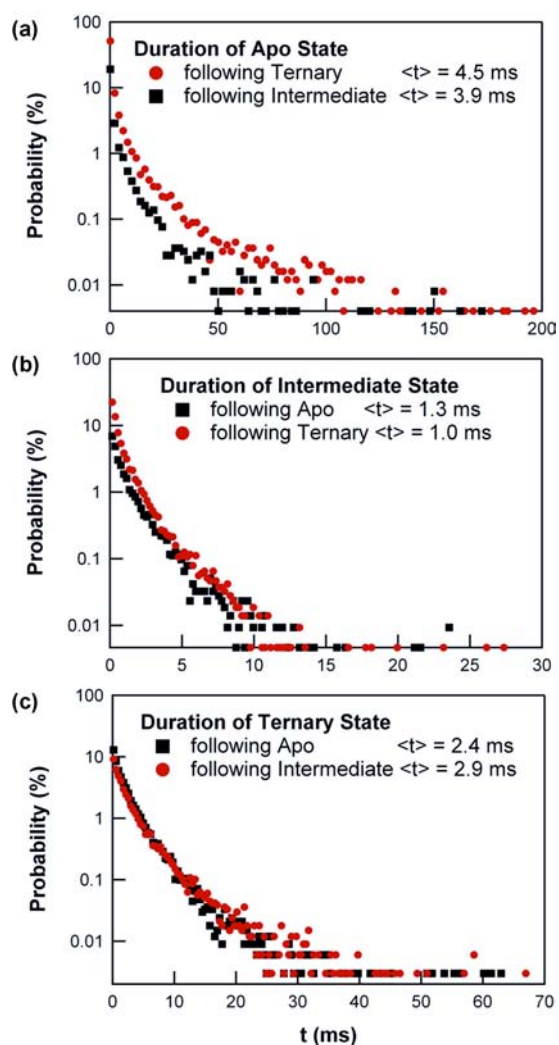 (a)
Duration of Apo State
following Ternary <t> = 4.5 ms
following Intermediate <t> = 3.9 ms
Probability (%)
100
10
1
0.1
0.01
0 50 100 150 200
(b)
Duration of Intermediate State
following Apo <t> = 1.3 ms
following Ternary <t> = 1.0 ms
Probability (%)
100
10
1
0.1
0.01
0 5 10 15 20 25 30
(c)
Duration of Ternary State
following Apo <t> = 2.4 ms
following Intermediate <t> = 2.9 ms
Probability (%)
100
10
1
0.1
0.01
0 10 20 30 40 50 60 70
t (ms)